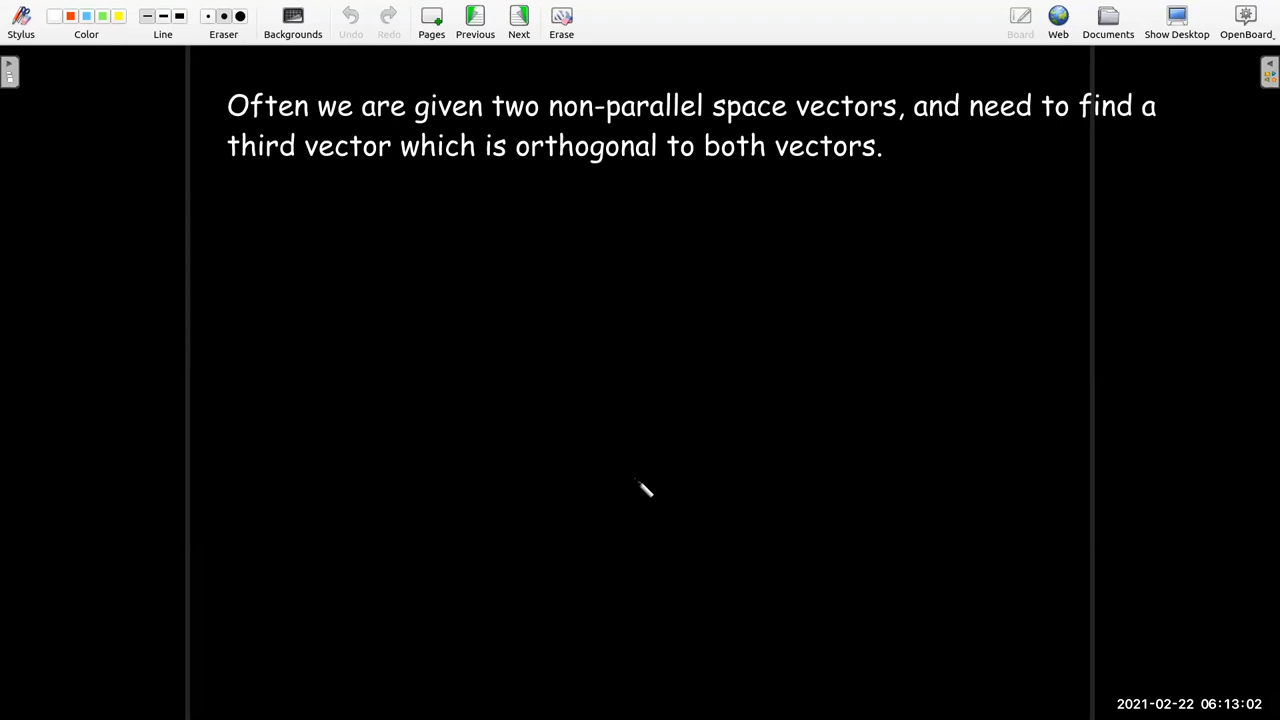 Stylus Color Line Eraser Backgrounds Undo Redo Pages Previous Next Erase Board Web Documents Show Desktop OpenBoard
Often we are given two non-parallel space vectors, and need to find a
third vector which is orthogonal to both vectors.
2021-02-22 06:13:02